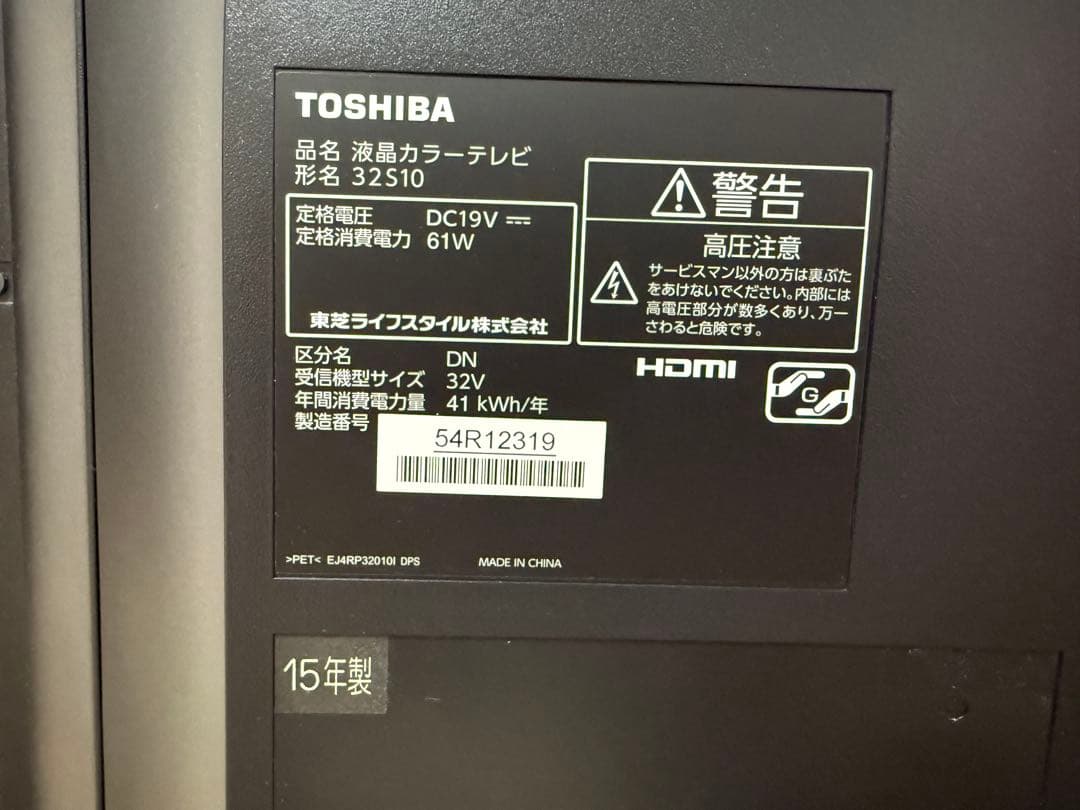 TOSHIBA
品名 液晶カラーテレビ
形名 32S10
定格電圧 DC19V ⎓
定格消費電力 61W
東芝ライフスタイル株式会社
警告
高圧注意
サービスマン以外の方は裏ぶた
をあけないでください。内部には
高電圧部分が数多くあり、万一
さわると危険です。
区分名 DN
受信機型サイズ 32V
年間消費電力量 41 kWh/年
製造番号 54R12319
HDMI
G
>PET< EJ4RP32010I DPS MADE IN CHINA
15年製